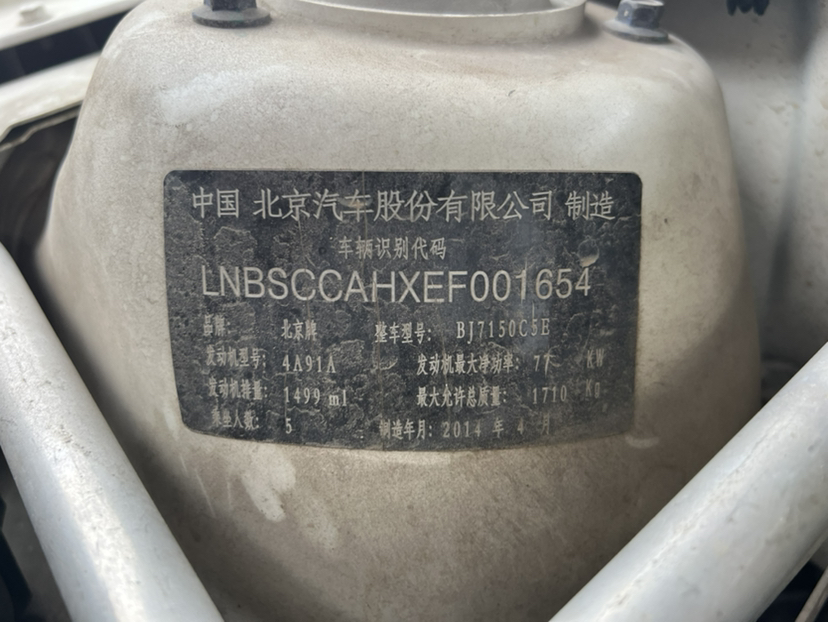 中国 北京汽车股份有限公司 制造
车辆识别代码
LNBSCCAHXEF001654
品牌: 北京牌 整车型号: BJ7150C5E
发动机型号: 4A91A 发动机最大净功率: 77 KW
发动机排量: 1499 ml 最大允许总质量: 1710 Kg
乘坐人数: 5 制造年月: 2014 年 4 月